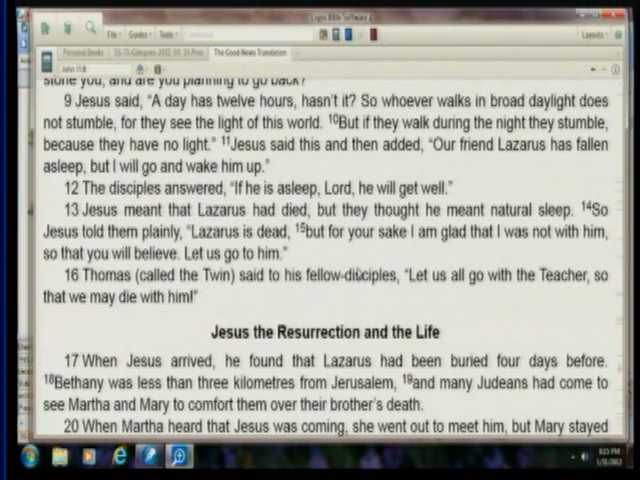 Logos Bible Software 4
File Guides Tools Command Layouts
Personal Books The Good News Translation
John 11:8
stone you, and are you planning to go back?
9 Jesus said, “A day has twelve hours, hasn’t it? So whoever walks in broad daylight does
not stumble, for they see the light of this world. 10But if they walk during the night they stumble,
because they have no light.” 11Jesus said this and then added, “Our friend Lazarus has fallen
asleep, but I will go and wake him up.”
12 The disciples answered, “If he is asleep, Lord, he will get well.”
13 Jesus meant that Lazarus had died, but they thought he meant natural sleep. 14So
Jesus told them plainly, “Lazarus is dead, 15but for your sake I am glad that I was not with him,
so that you will believe. Let us go to him.”
16 Thomas (called the Twin) said to his fellow-disciples, “Let us all go with the Teacher, so
that we may die with him!”
Jesus the Resurrection and the Life
17 When Jesus arrived, he found that Lazarus had been buried four days before.
18Bethany was less than three kilometres from Jerusalem, 19and many Judeans had come to
see Martha and Mary to comfort them over their brother’s death.
20 When Martha heard that Jesus was coming, she went out to meet him, but Mary stayed